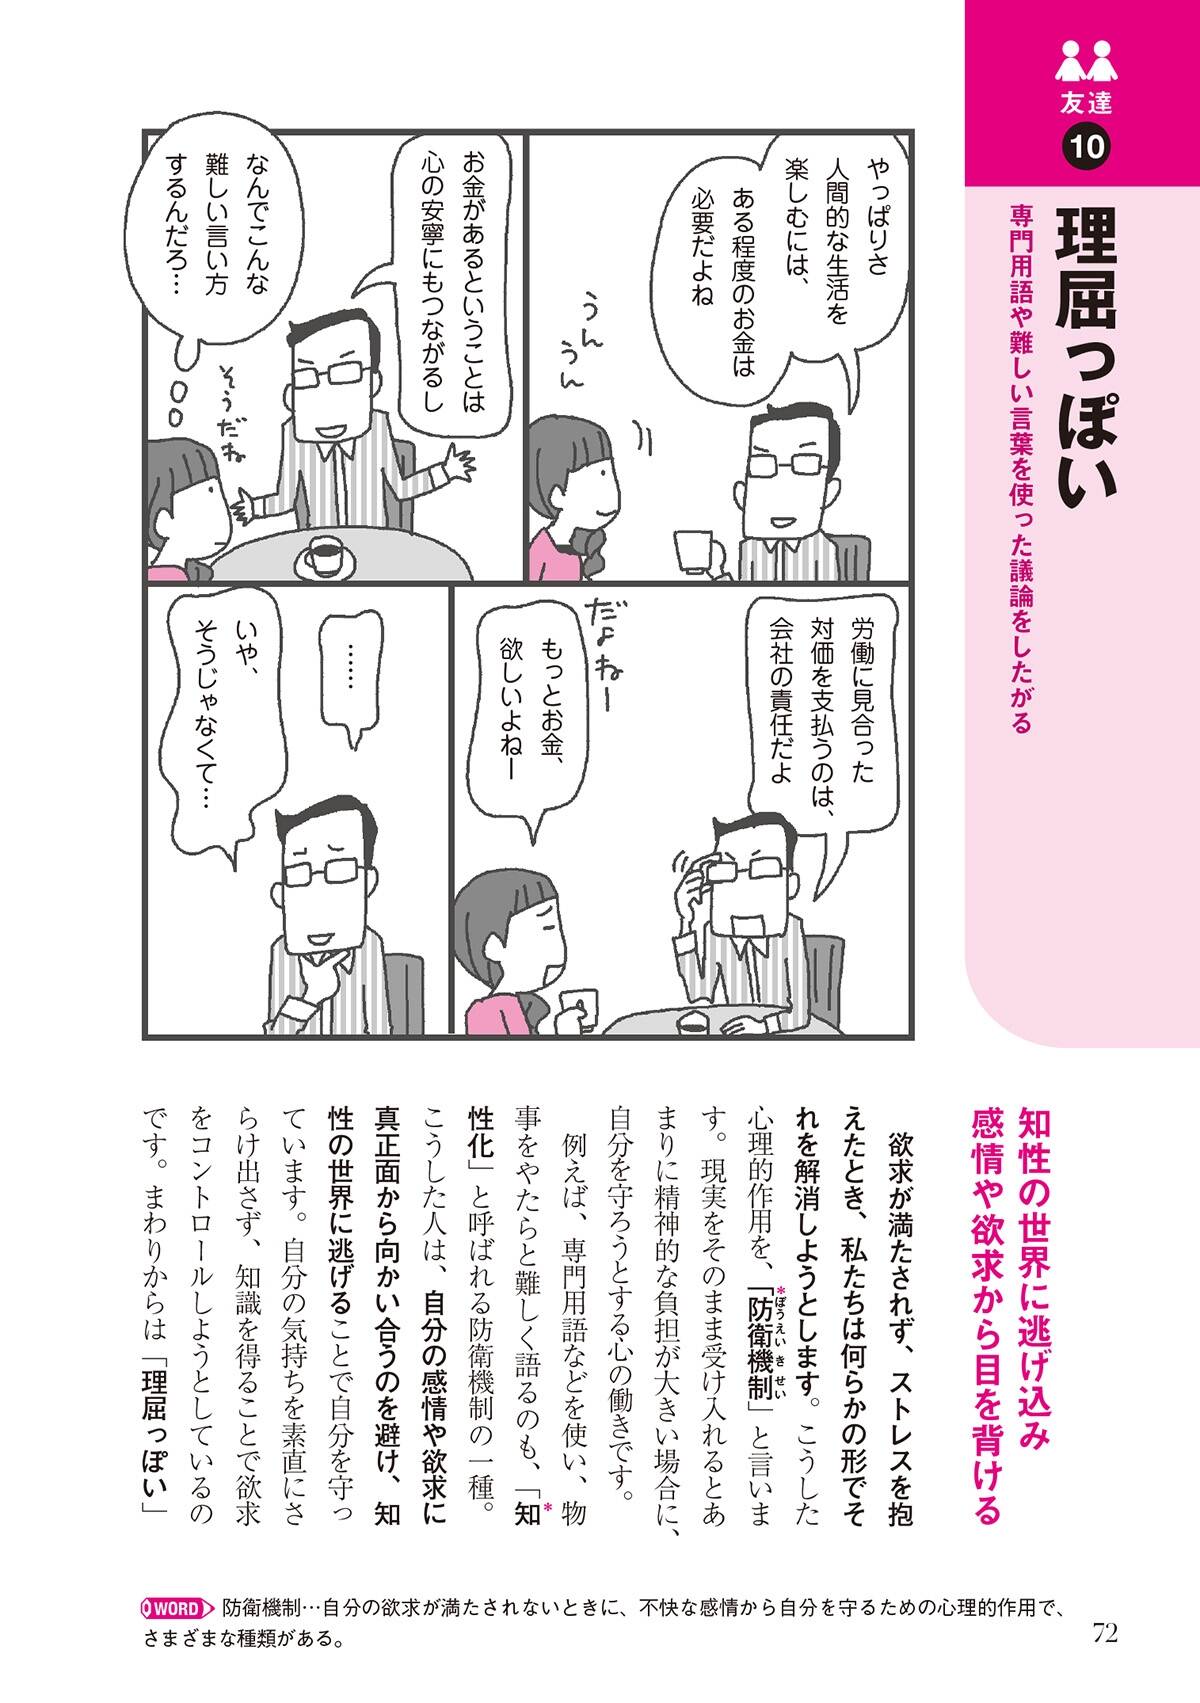 友達
10
理屈っぽい
専門用語や難しい言葉を使った議論をしたがる
やっぱりさ
人間的な生活を
楽しむには、
ある程度のお金は
必要だよね
うん
うん
お金があるということは
心の安寧にもつながるし
そうだね
なんでこんな
難しい言い方
するんだろ…
労働に見合った
対価を支払うのは、
会社の責任だよ
だよねー
もっとお金、
欲しいよねー
……
いや、
そうじゃなくて…
知性の世界に逃げ込み
感情や欲求から目を背ける
欲求が満たされず、ストレスを抱
えたとき、私たちは何らかの形でそ
れを解消しようとします。こうした
心理的作用を、「*防衛機制」と言いま
ぼうえいきせい
す。現実をそのまま受け入れるとあ
まりに精神的な負担が大きい場合に、
自分を守ろうとする心の働きです。
例えば、専門用語などを使い、物
事をやたらと難しく語るのも、「*知
性化」と呼ばれる防衛機制の一種。
こうした人は、自分の感情や欲求に
真正面から向かい合うのを避け、知
性の世界に逃げることで自分を守っ
ています。自分の気持ちを素直にさ
らけ出さず、知識を得ることで欲求
をコントロールしようとしているの
です。まわりからは「理屈っぽい」
WORD 防衛機制…自分の欲求が満たされないときに、不快な感情から自分を守るための心理的作用で、
さまざまな種類がある。
72